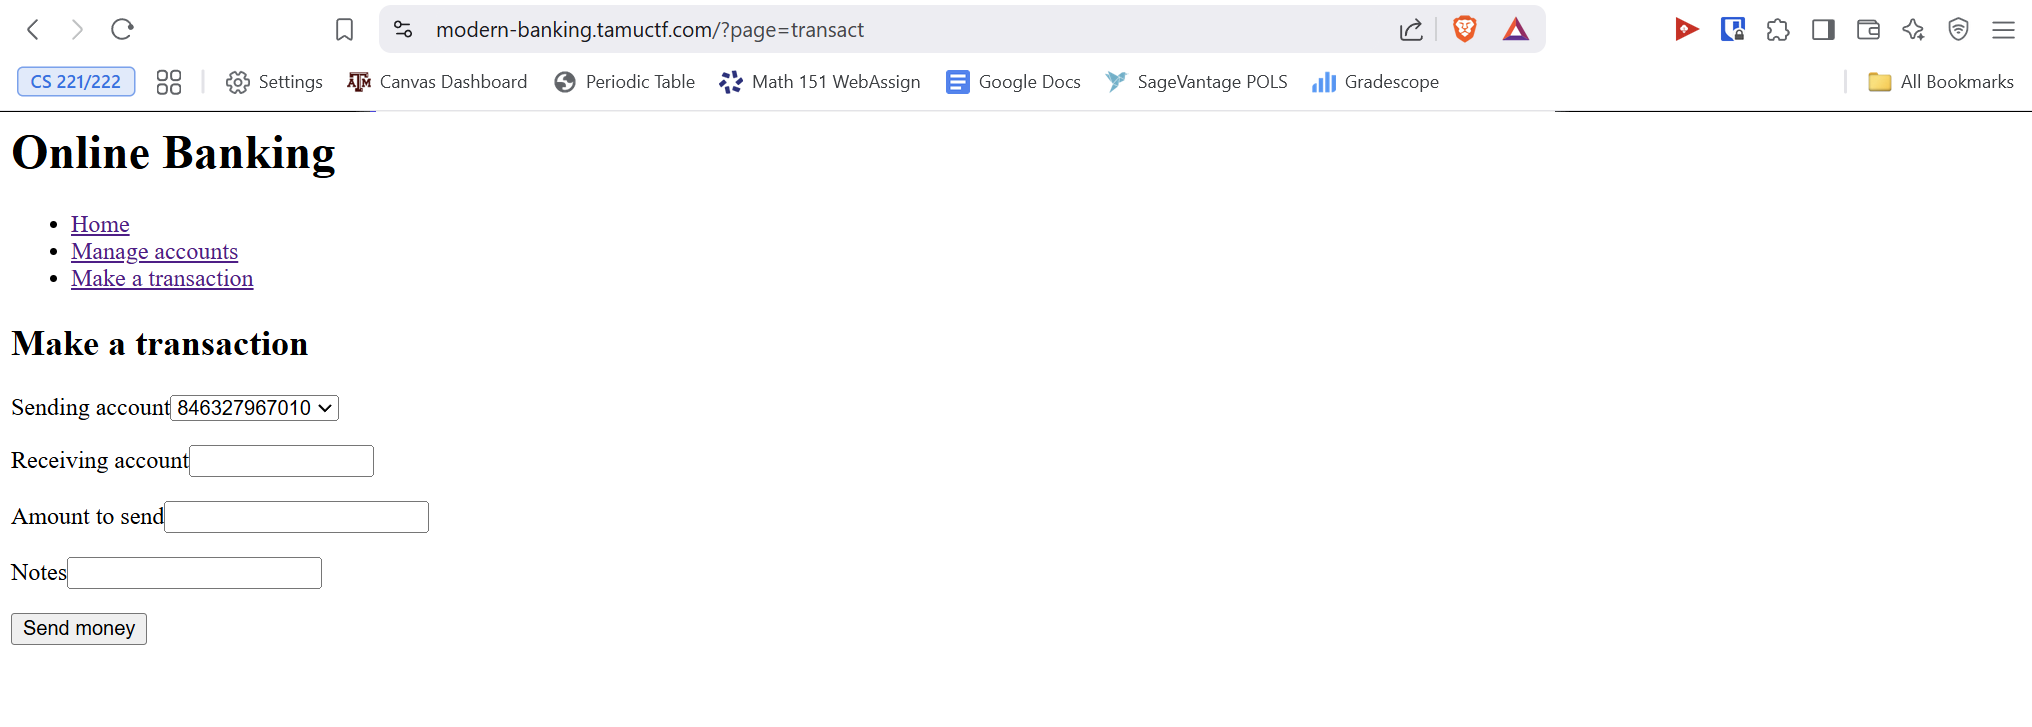 modern-banking.tamuctf.com/?page=transact
CS 221/222 Settings Canvas Dashboard Periodic Table Math 151 WebAssign Google Docs SageVantage POLS Gradescope All Bookmarks
Online Banking
Home
Manage accounts
Make a transaction
Make a transaction
Sending account 846327967010
Receiving account
Amount to send
Notes
Send money